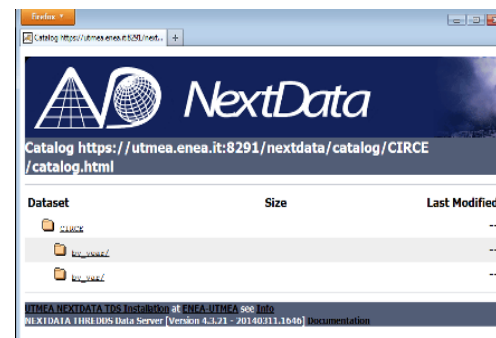 Firefox
Catalog https://utmea.enea.it:8291/next... +
NextData
Catalog https://utmea.enea.it:8291/nextdata/catalog/CIRCE
/catalog.html
Dataset Size Last Modified
CIRCE --
by_year/ --
by_var/ --
UTMEA NEXTDATA TDS Installation at ENEA-UTMEA see Info
NEXTDATA THREDDS Data Server [Version 4.3.21 - 20140311.1646] Documentation